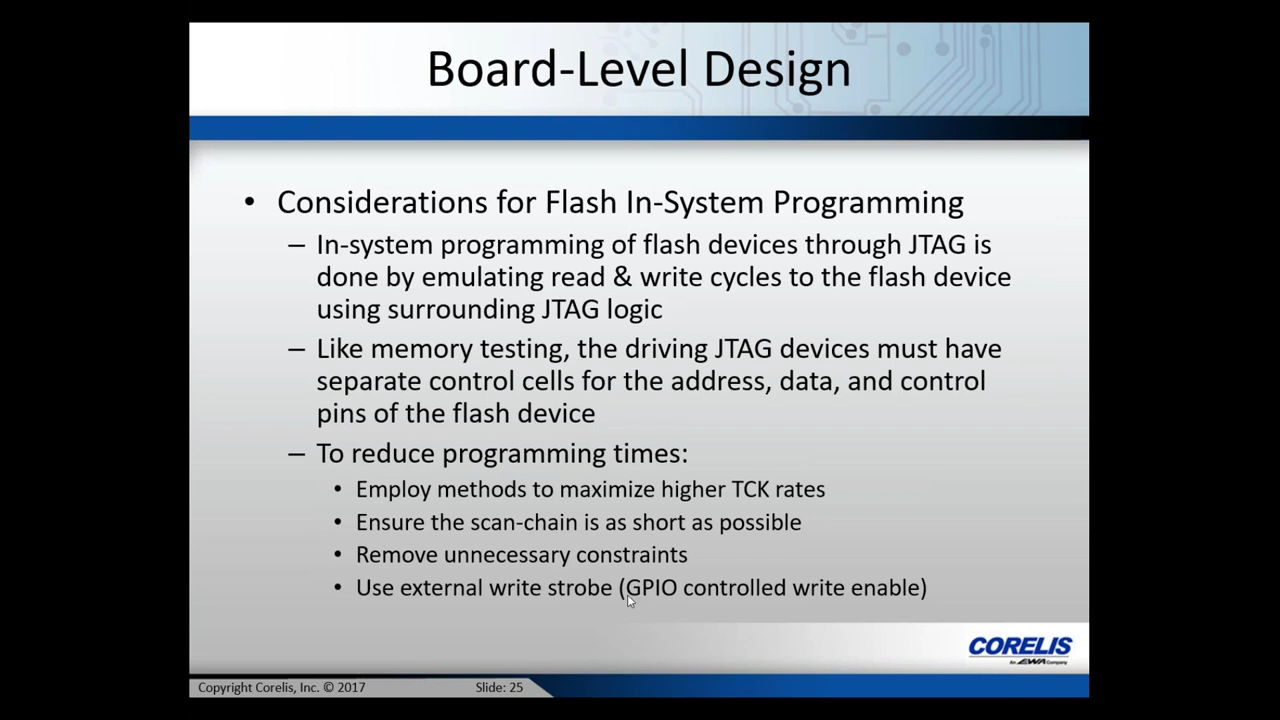 Board-Level Design
• Considerations for Flash In-System Programming
– In-system programming of flash devices through JTAG is
done by emulating read & write cycles to the flash device
using surrounding JTAG logic
– Like memory testing, the driving JTAG devices must have
separate control cells for the address, data, and control
pins of the flash device
– To reduce programming times:
• Employ methods to maximize higher TCK rates
• Ensure the scan-chain is as short as possible
• Remove unnecessary constraints
• Use external write strobe (GPIO controlled write enable)
CORELIS
An EWA Company
Copyright Corelis, Inc. © 2017
Slide: 25